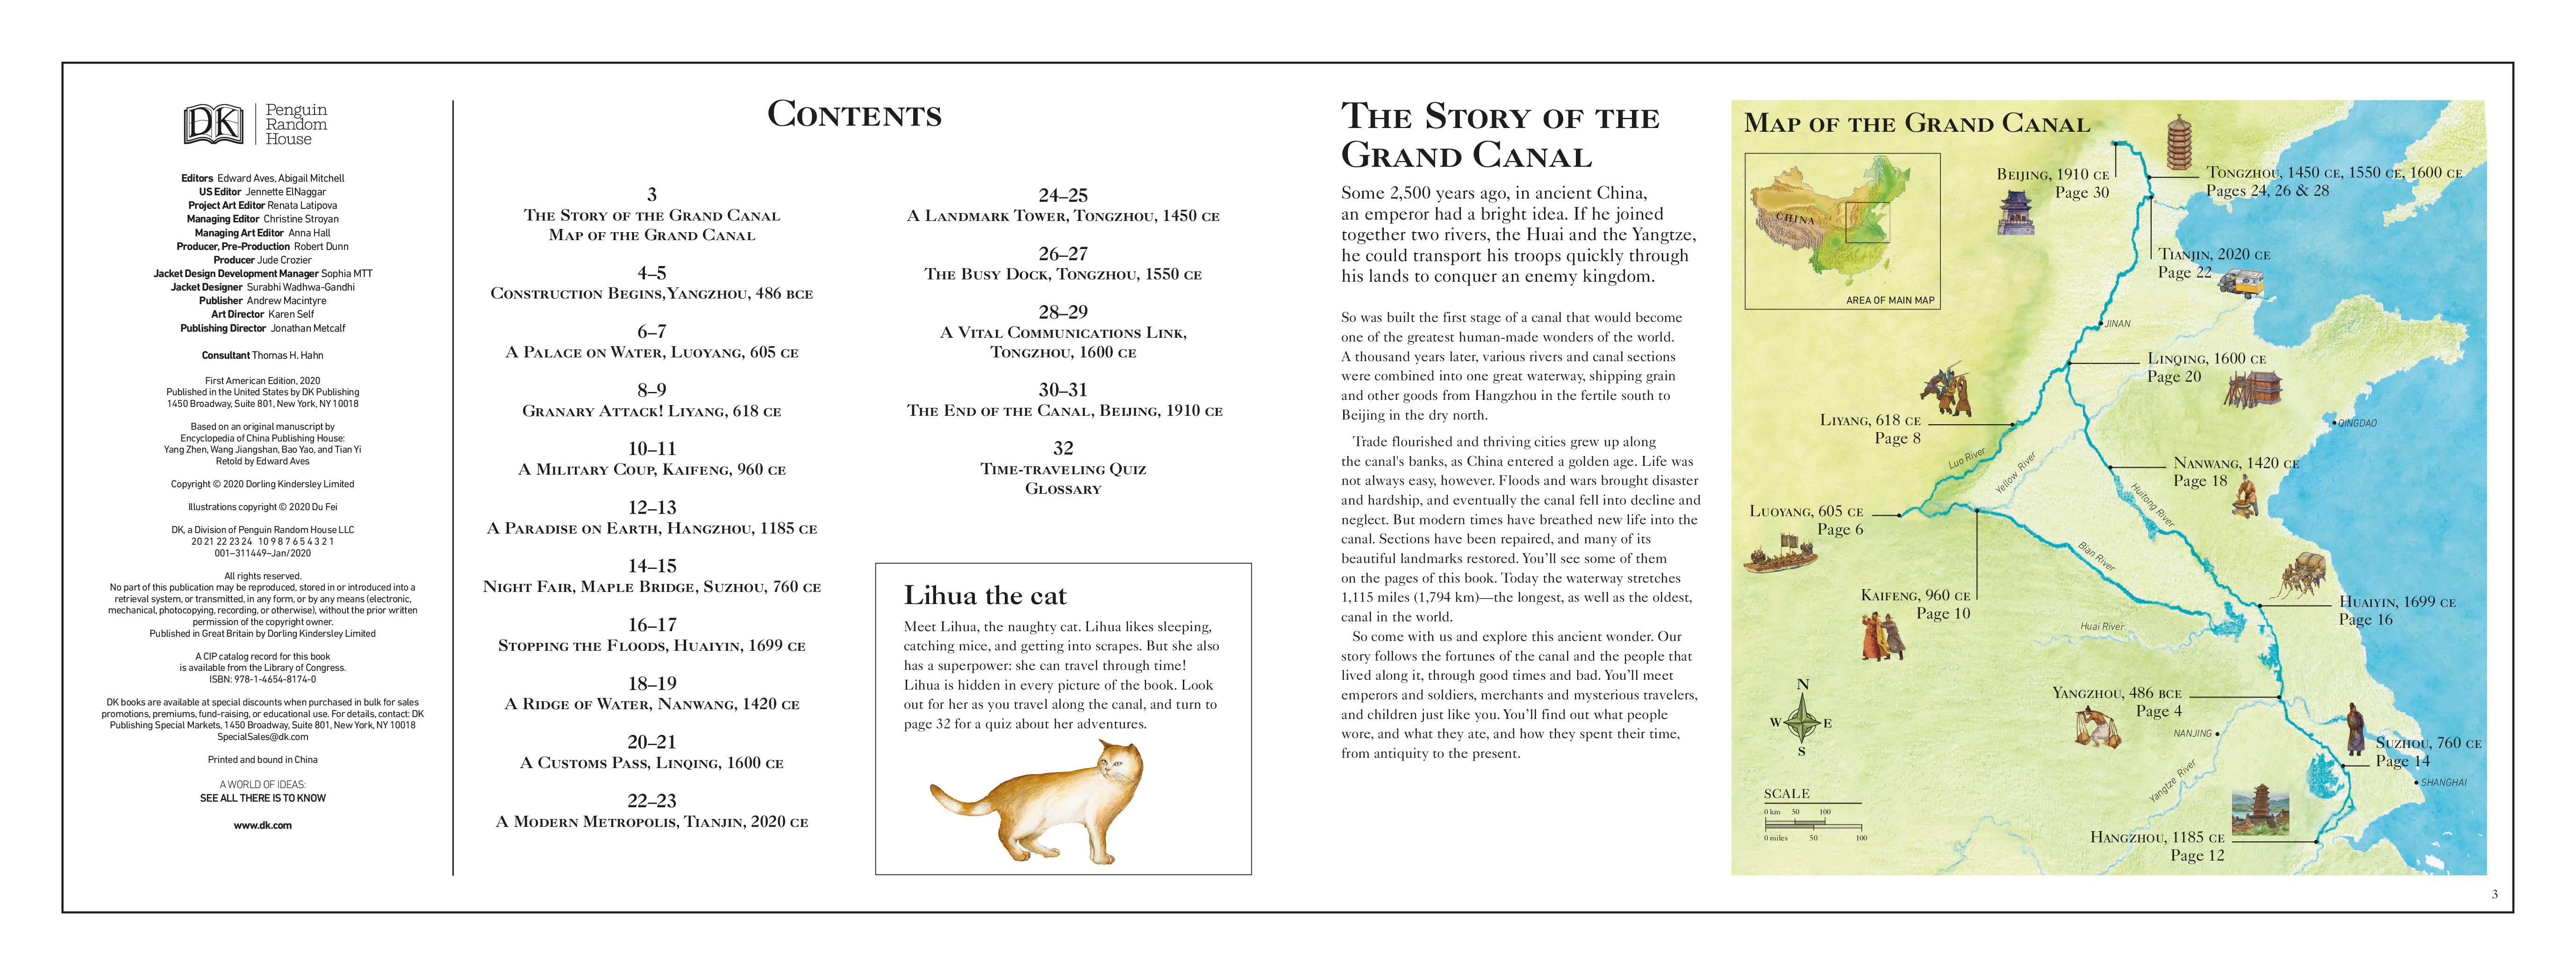 DK
Penguin
Random
House
Editors Edward Aves, Abigail Mitchell
US Editor Jennette ElNaggar
Project Art Editor Renata Latipova
Managing Editor Christine Stroyan
Managing Art Editor Anna Hall
Producer, Pre-Production Robert Dunn
Producer Jude Crozier
Jacket Design Development Manager Sophia MTT
Jacket Designer Surabhi Wadhwa-Gandhi
Publisher Andrew Macintyre
Art Director Karen Self
Publishing Director Jonathan Metcalf
Consultant Thomas H. Hahn
First American Edition, 2020
Published in the United States by DK Publishing
1450 Broadway, Suite 801, New York, NY 10018
Based on an original manuscript by
Encyclopedia of China Publishing House:
Yang Zhen, Wang Jiangshan, Bao Yao, and Tian Yi
Retold by Edward Aves
Copyright © 2020 Dorling Kindersley Limited
Illustrations copyright © 2020 Du Fei
DK, a Division of Penguin Random House LLC
20 21 22 23 24 10 9 8 7 6 5 4 3 2 1
001–311449–Jan/2020
All rights reserved.
No part of this publication may be reproduced, stored in or introduced into a
retrieval system, or transmitted, in any form, or by any means (electronic,
mechanical, photocopying, recording, or otherwise), without the prior written
permission of the copyright owner.
Published in Great Britain by Dorling Kindersley Limited
A CIP catalog record for this book
is available from the Library of Congress.
ISBN: 978-1-4654-8174-0
DK books are available at special discounts when purchased in bulk for sales
promotions, premiums, fund-raising, or educational use. For details, contact: DK
Publishing Special Markets, 1450 Broadway, Suite 801, New York, NY 10018
SpecialSales@dk.com
Printed and bound in China
A WORLD OF IDEAS:
SEE ALL THERE IS TO KNOW
www.dk.com
Contents
3
The Story of the Grand Canal
Map of the Grand Canal
4–5
Construction Begins, Yangzhou, 486 bce
6–7
A Palace on Water, Luoyang, 605 ce
8–9
Granary Attack! Liyang, 618 ce
10–11
A Military Coup, Kaifeng, 960 ce
12–13
A Paradise on Earth, Hangzhou, 1185 ce
14–15
Night Fair, Maple Bridge, Suzhou, 760 ce
16–17
Stopping the Floods, Huaiyin, 1699 ce
18–19
A Ridge of Water, Nanwang, 1420 ce
20–21
A Customs Pass, Linqing, 1600 ce
22–23
A Modern Metropolis, Tianjin, 2020 ce
24–25
A Landmark Tower, Tongzhou, 1450 ce
26–27
The Busy Dock, Tongzhou, 1550 ce
28–29
A Vital Communications Link,
Tongzhou, 1600 ce
30–31
The End of the Canal, Beijing, 1910 ce
32
Time-traveling Quiz
Glossary
Lihua the cat
Meet Lihua, the naughty cat. Lihua likes sleeping,
catching mice, and getting into scrapes. But she also
has a superpower: she can travel through time!
Lihua is hidden in every picture of the book. Look
out for her as you travel along the canal, and turn to
page 32 for a quiz about her adventures.
The Story of the
Grand Canal
Some 2,500 years ago, in ancient China,
an emperor had a bright idea. If he joined
together two rivers, the Huai and the Yangtze,
he could transport his troops quickly through
his lands to conquer an enemy kingdom.
So was built the first stage of a canal that would become
one of the greatest human-made wonders of the world.
A thousand years later, various rivers and canal sections
were combined into one great waterway, shipping grain
and other goods from Hangzhou in the fertile south to
Beijing in the dry north.
Trade flourished and thriving cities grew up along
the canal's banks, as China entered a golden age. Life was
not always easy, however. Floods and wars brought disaster
and hardship, and eventually the canal fell into decline and
neglect. But modern times have breathed new life into the
canal. Sections have been repaired, and many of its
beautiful landmarks restored. You'll see some of them
on the pages of this book. Today the waterway stretches
1,115 miles (1,794 km)—the longest, as well as the oldest,
canal in the world.
So come with us and explore this ancient wonder. Our
story follows the fortunes of the canal and the people that
lived along it, through good times and bad. You'll meet
emperors and soldiers, merchants and mysterious travelers,
and children just like you. You'll find out what people
wore, and what they ate, and how they spent their time,
from antiquity to the present.
Map of the Grand Canal
CHINA
AREA OF MAIN MAP
Beijing, 1910 ce
Page 30
Tongzhou, 1450 ce, 1550 ce, 1600 ce
Pages 24, 26 & 28
Tianjin, 2020 ce
Page 22
JINAN
Linqing, 1600 ce
Page 20
Liyang, 618 ce
Page 8
QINGDAO
Luo River
Yellow River
Nanwang, 1420 ce
Page 18
Huitong River
Luoyang, 605 ce
Page 6
Bian River
Kaifeng, 960 ce
Page 10
Huaiyin, 1699 ce
Page 16
Huai River
Yangzhou, 486 bce
Page 4
NANJING
N
W
E
S
Suzhou, 760 ce
Page 14
Yangtze River
SHANGHAI
SCALE
0 km 50 100
0 miles 50 100
Hangzhou, 1185 ce
Page 12
3